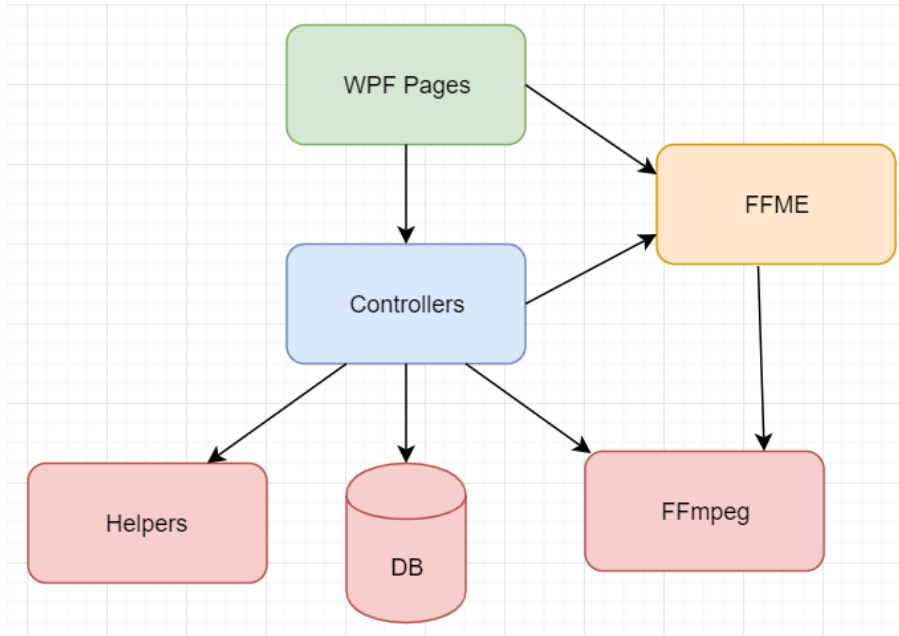 WPF Pages
FFME
Controllers
Helpers
DB
FFmpeg